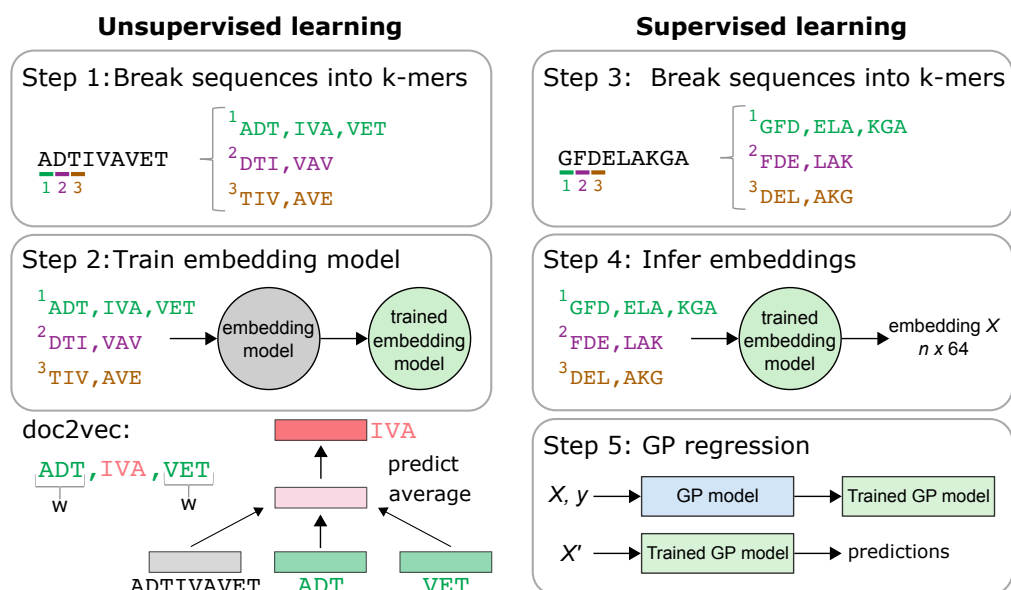 Unsupervised learning
Step 1:Break sequences into k-mers
ADTIVAVET
1 2 3
1ADT,IVA,VET
2DTI,VAV
3TIV,AVE
Step 2:Train embedding model
1ADT,IVA,VET
2DTI,VAV
3TIV,AVE
embedding
model
trained
embedding
model
doc2vec:
ADT,IVA,VET
w w
IVA
predict
average
ADTIVAVET ADT VET
Supervised learning
Step 3: Break sequences into k-mers
GFDELAKGA
1 2 3
1GFD,ELA,KGA
2FDE,LAK
3DEL,AKG
Step 4: Infer embeddings
1GFD,ELA,KGA
2FDE,LAK
3DEL,AKG
trained
embedding
model
embedding X
n x 64
Step 5: GP regression
X, y GP model Trained GP model
X' Trained GP model predictions